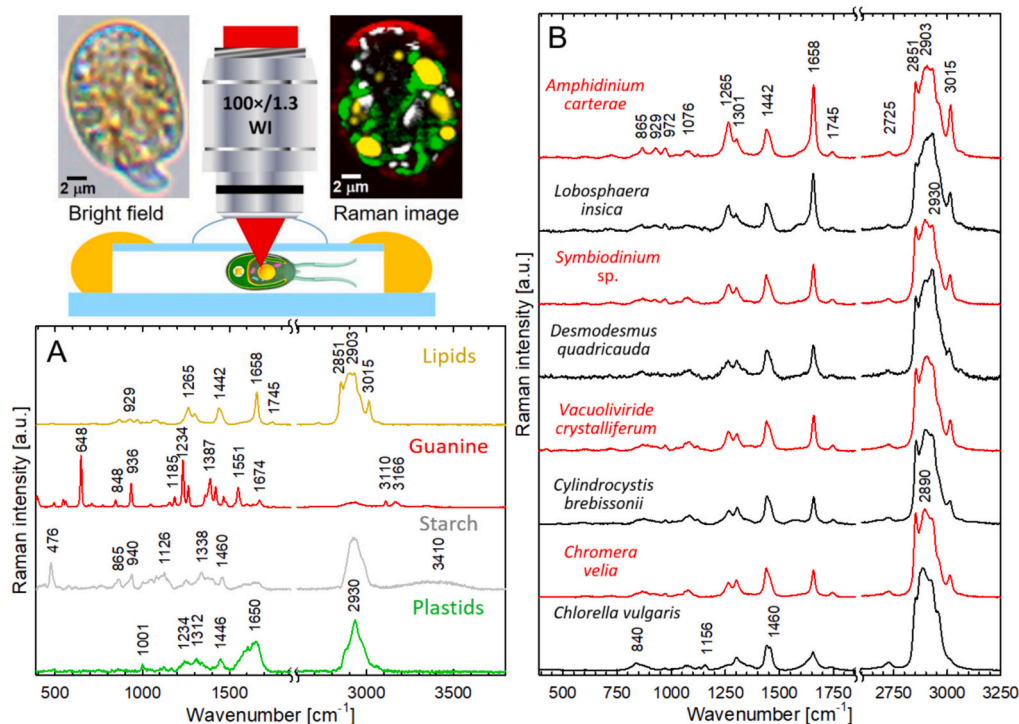 100×/1.3
WI
2 μm
Bright field
2 μm
Raman image
A
Raman intensity [a.u.]
Lipids
929
1265
1442
1658
1745
2851
2903
3015
Guanine
648
848
936
1185
1234
1387
1551
1674
3110
3166
Starch
476
865
940
1126
1338
1460
3410
Plastids
1001
1234
1312
1446
1650
2930
500 1000 1500 3000 3500
Wavenumber [cm⁻¹]
B
Raman intensity [a.u.]
Amphidinium
carterae
865
929
972
1076
1265
1301
1442
1658
1745
2725
2851
2903
3015
Lobosphaera
insica
2930
Symbiodinium
sp.
Desmodesmus
quadricauda
Vacuoliviride
crystalliferum
Cylindrocystis
brebissonii
2890
Chromera
velia
Chlorella vulgaris
840
1156
1460
500 750 1000 1250 1500 1750 2750 3000 3250
Wavenumber [cm⁻¹]